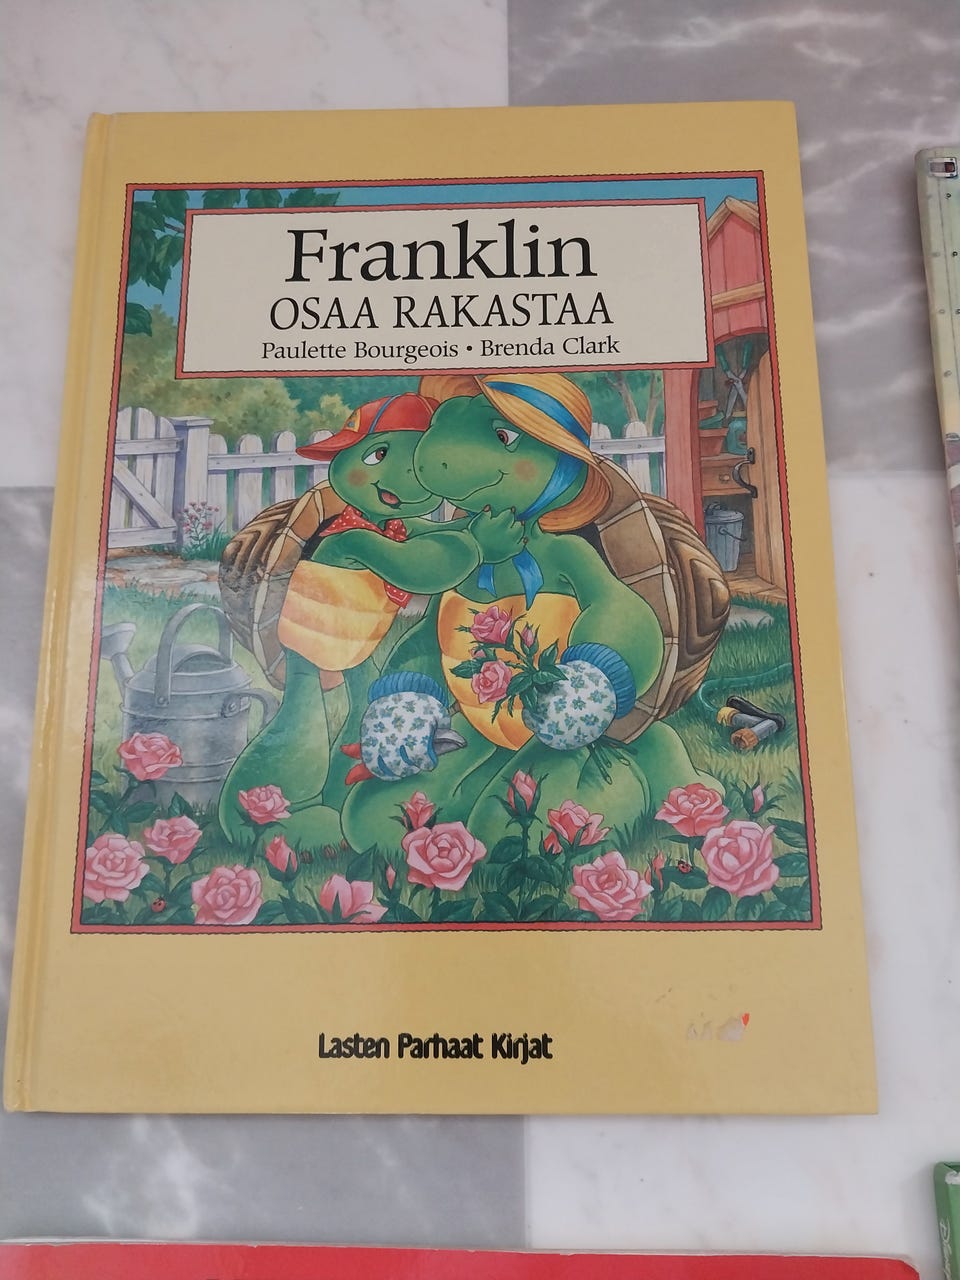 Franklin
OSAA RAKASTAA
Paulette Bourgeois • Brenda Clark
Lasten Parhaat Kirjat